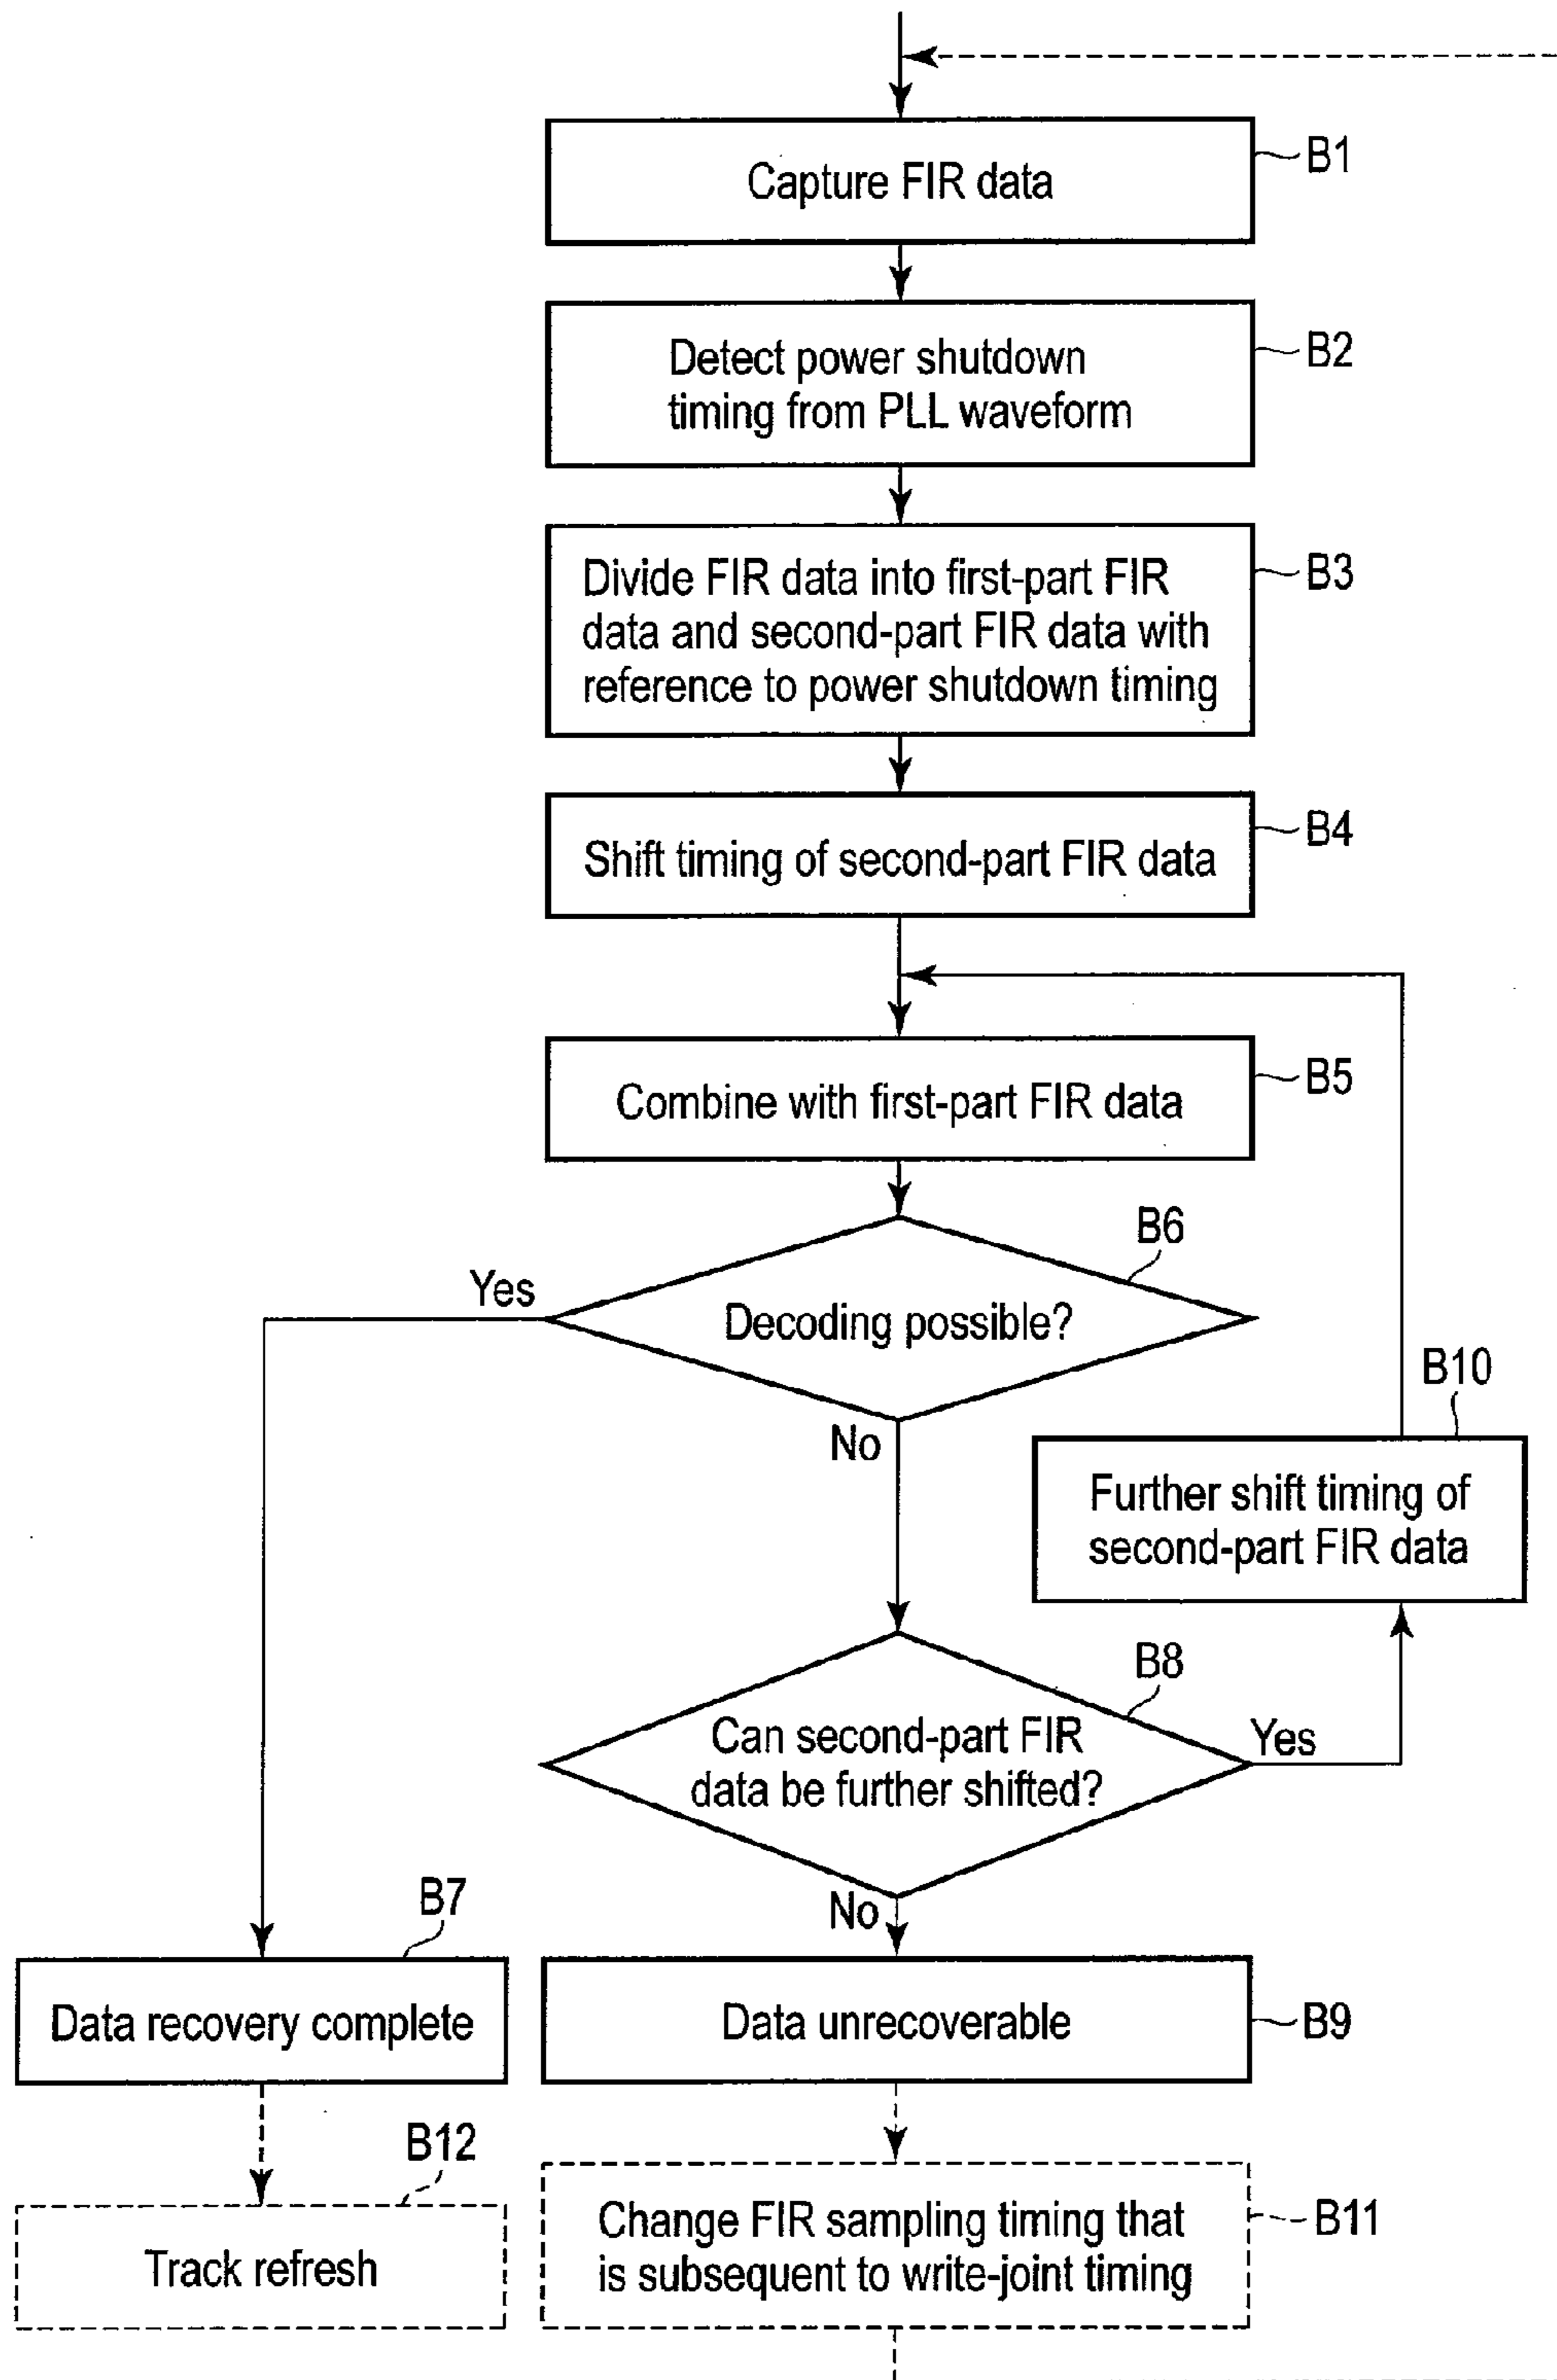 Capture FIR data
B1
Detect power shutdown
timing from PLL waveform
B2
Divide FIR data into first-part FIR
data and second-part FIR data with
reference to power shutdown timing
B3
Shift timing of second-part FIR data
B4
Combine with first-part FIR data
B5
B6
Yes
Decoding possible?
No
B10
Further shift timing of
second-part FIR data
B8
Can second-part FIR
data be further shifted?
Yes
No
B7
Data recovery complete
Data unrecoverable
B9
B12
Track refresh
Change FIR sampling timing that
is subsequent to write-joint timing
B11